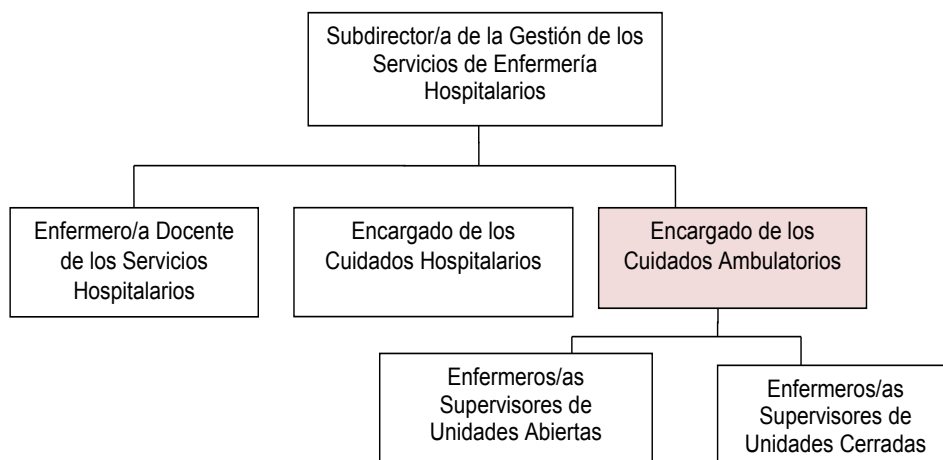 Subdirector/a de la Gestión de los
Servicios de Enfermería
Hospitalarios
Enfermero/a Docente
de los Servicios
Hospitalarios
Encargado de los
Cuidados Hospitalarios
Encargado de los
Cuidados Ambulatorios
Enfermeros/as
Supervisores de
Unidades Abiertas
Enfermeros/as
Supervisores de
Unidades Cerradas